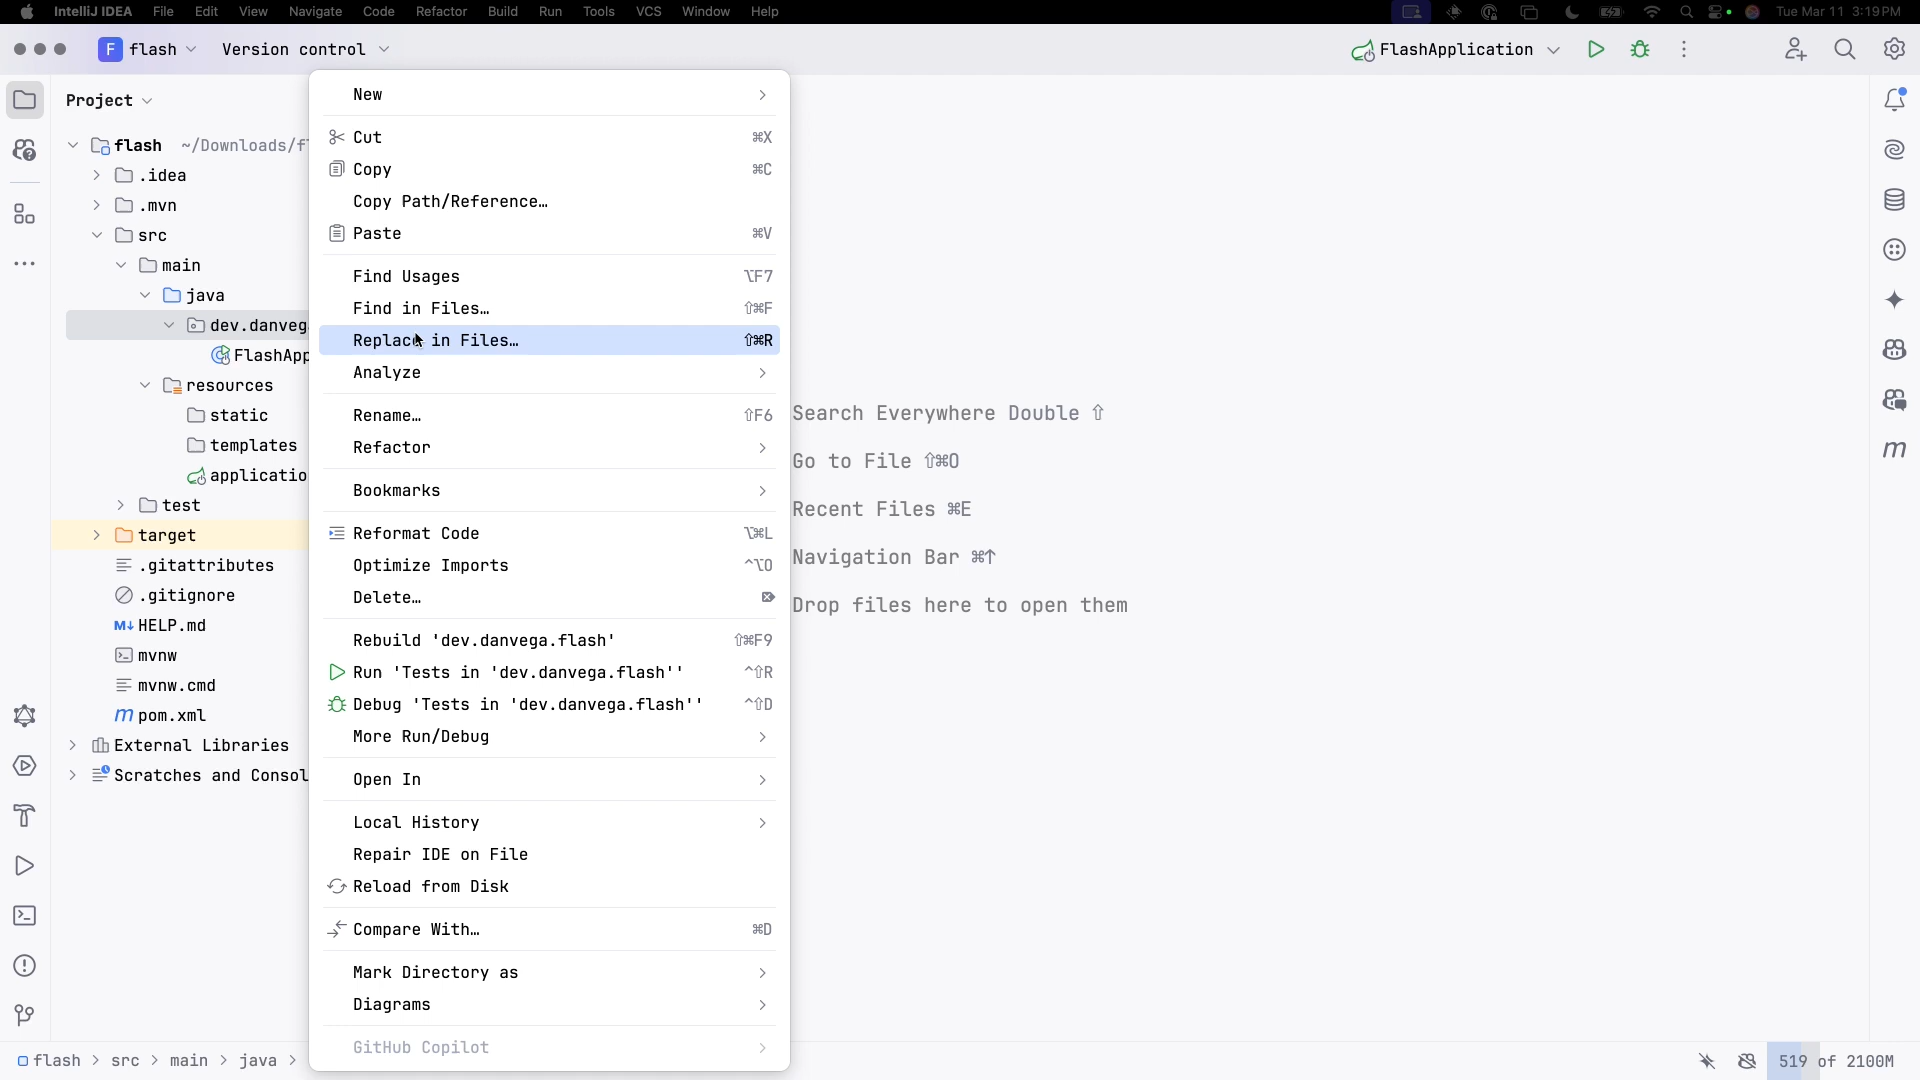 IntelliJ IDEA File Edit View Navigate Code Refactor Build Run Tools VCS Window Help Tue Mar 11 3:19 PM
F flash Version control FlashApplication
Project
flash ~/Downloads/fl
.idea
.mvn
src
main
java
dev.danvega
FlashApp
resources
static
templates
applicatio
test
target
.gitattributes
.gitignore
M↓ HELP.md
mvnw
mvnw.cmd
m pom.xml
External Libraries
Scratches and Consol
New
Cut ⌘X
Copy ⌘C
Copy Path/Reference…
Paste ⌘V
Find Usages ⌥F7
Find in Files… ⇧⌘F
Replace in Files… ⇧⌘R
Analyze
Rename… ⇧F6
Refactor
Bookmarks
Reformat Code ⌥⌘L
Optimize Imports ^⌥O
Delete… ⌦
Rebuild 'dev.danvega.flash' ⇧⌘F9
Run 'Tests in 'dev.danvega.flash'' ^⇧R
Debug 'Tests in 'dev.danvega.flash'' ^⇧D
More Run/Debug
Open In
Local History
Repair IDE on File
Reload from Disk
Compare With… ⌘D
Mark Directory as
Diagrams
GitHub Copilot
Search Everywhere Double ⇧
Go to File ⇧⌘O
Recent Files ⌘E
Navigation Bar ⌘↑
Drop files here to open them
m
flash > src > main > java >
519 of 2100M